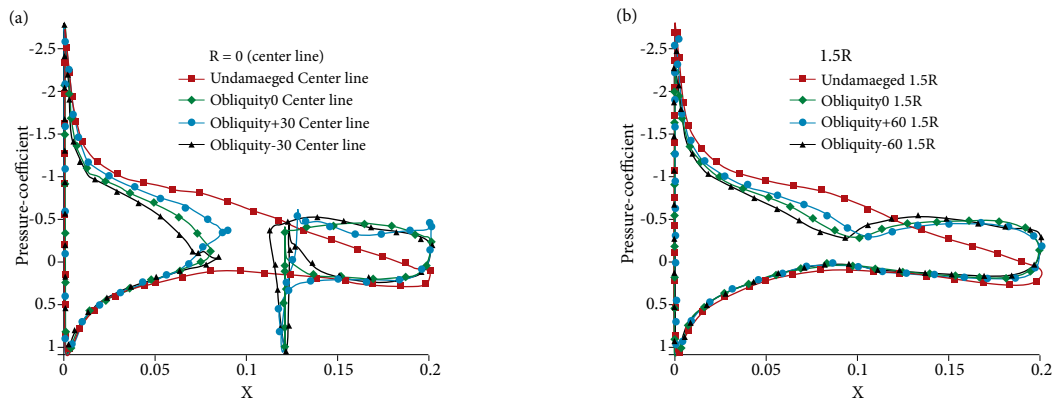 (a)
Pressure-coefficient
-2.5
-2
-1.5
-1
-0.5
0
0.5
1
0
0.05
0.1
0.15
0.2
X
R = 0 (center line)
Undamaeged Center line
Obliquity0 Center line
Obliquity+30 Center line
Obliquity-30 Center line
(b)
Pressure-coefficient
-2.5
-2
-1.5
-1
-0.5
0
0.5
1
0
0.05
0.1
0.15
0.2
X
1.5R
Undamaeged 1.5R
Obliquity0 1.5R
Obliquity+60 1.5R
Obliquity-60 1.5R